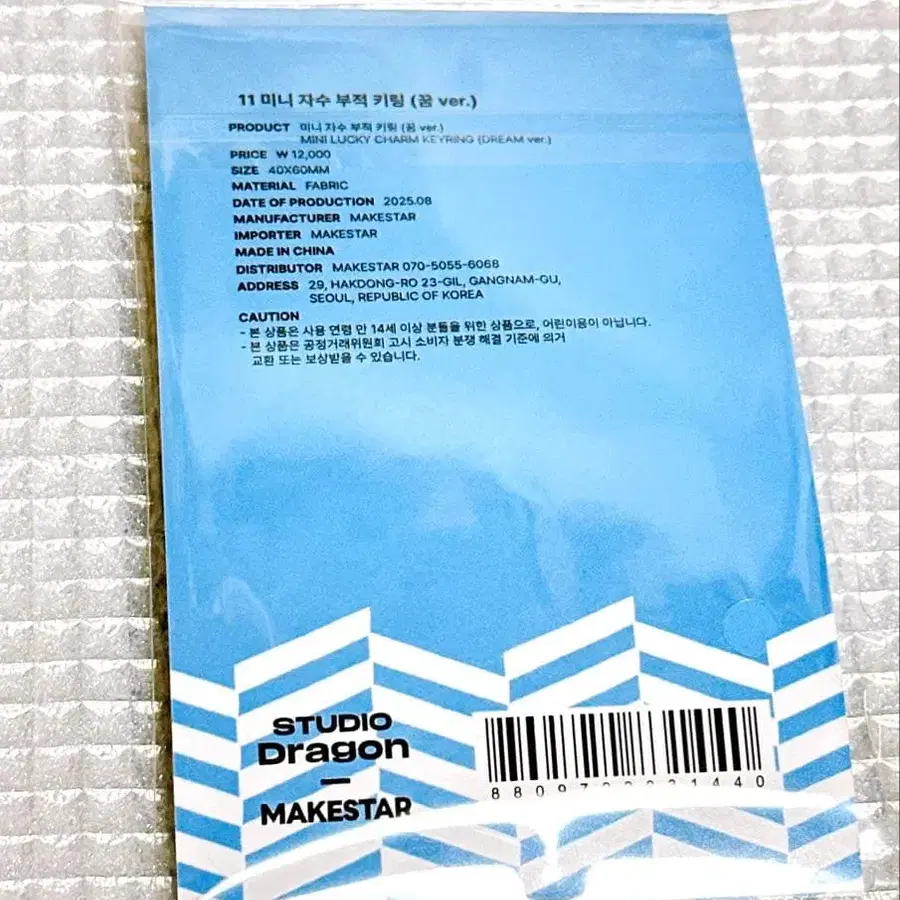 11 미니 자수 부적 키링 (꿈 ver.)
PRODUCT 미니 자수 부적 키링 (꿈 ver.)
MINI LUCKY CHARM KEYRING (DREAM ver.)
PRICE ₩ 12,000
SIZE 40X60MM
MATERIAL FABRIC
DATE OF PRODUCTION 2025.08
MANUFACTURER MAKESTAR
IMPORTER MAKESTAR
MADE IN CHINA
DISTRIBUTOR MAKESTAR 070-5055-6068
ADDRESS 29, HAKDONG-RO 23-GIL, GANGNAM-GU,
SEOUL, REPUBLIC OF KOREA
CAUTION
- 본 상품은 사용 연령 만 14세 이상 분들을 위한 상품으로, 어린이용이 아닙니다.
- 본 상품은 공정거래위원회 고시 소비자 분쟁 해결 기준에 의거
교환 또는 보상받을 수 있습니다.
STUDIO
Dragon
MAKESTAR